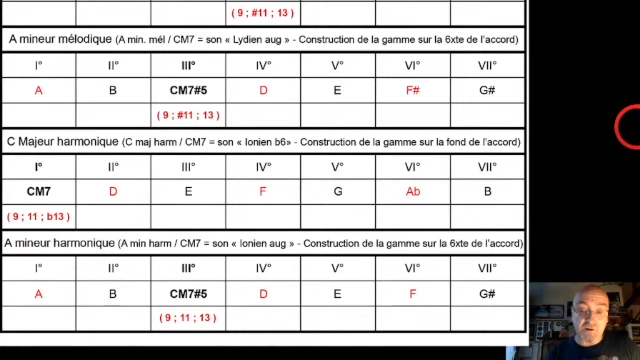 ( 9 ; #11 ; 13 )
A mineur mélodique (A min. mél / CM7 = son « Lydien aug » - Construction de la gamme sur la 6xte de l'accord)
I° II° III° IV° V° VI° VII°
A B CM7#5 D E F# G#
( 9 ; #11 ; 13 )
C Majeur harmonique (C maj harm / CM7 = son « Ionien b6» - Construction de la gamme sur la fond de l'accord)
I° II° III° IV° V° VI° VII°
CM7 D E F G Ab B
( 9 ; 11 ; b13 )
A mineur harmonique (A min harm / CM7 = son « Ionien aug » - Construction de la gamme sur la 6xte de l'accord)
I° II° III° IV° V° VI° VII°
A B CM7#5 D E F G#
( 9 ; 11 ; 13 )